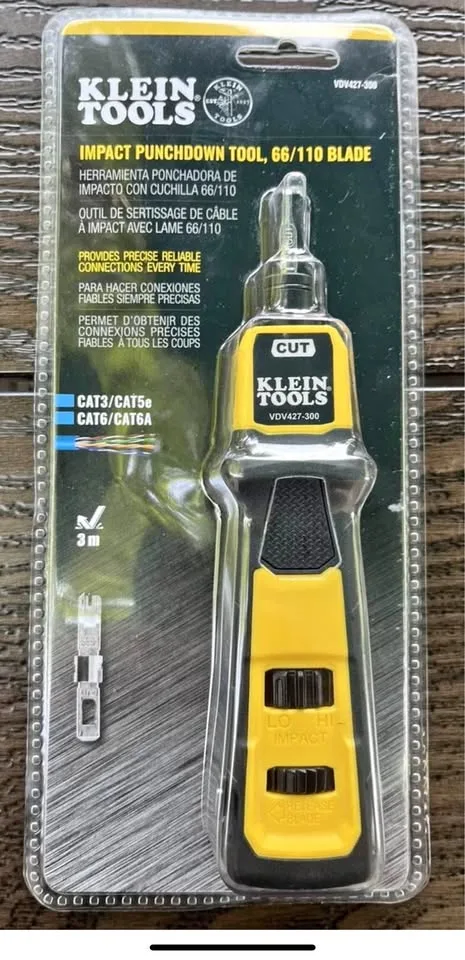 KLEIN
TOOLS®
KLEIN
TOOLS
VDV427-300
IMPACT PUNCHDOWN TOOL, 66/110 BLADE
HERRAMIENTA PONCHADORA DE
IMPACTO CON CUCHILLA 66/110
OUTIL DE SERTISSAGE DE CÂBLE
À IMPACT AVEC LAME 66/110
PROVIDES PRECISE RELIABLE
CONNECTIONS EVERY TIME
PARA HACER CONEXIONES
FIABLES SIEMPRE PRECISAS
PERMET D'OBTENIR DES
CONNEXIONS PRÉCISES
FIABLES À TOUS LES COUPS
CUT
KLEIN
TOOLS®
VDV427-300
CAT3/CAT5e
CAT6/CAT6A
3 m
LO HI
IMPACT
RELEASE
BLADE